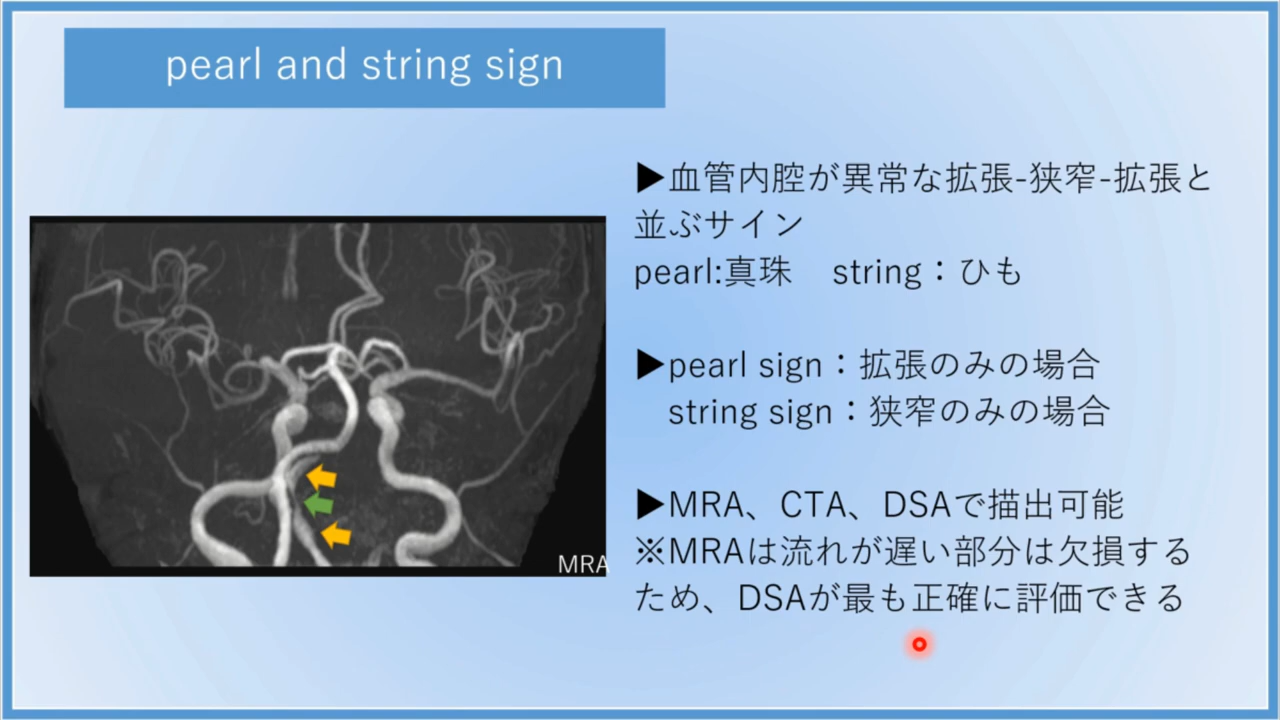 pearl and string sign
▶血管内腔が異常な拡張-狭窄-拡張と
並ぶサイン
pearl:真珠　string：ひも
▶pearl sign：拡張のみの場合
string sign：狭窄のみの場合
▶MRA、CTA、DSAで描出可能
※MRAは流れが遅い部分は欠損する
ため、DSAが最も正確に評価できる
MRA